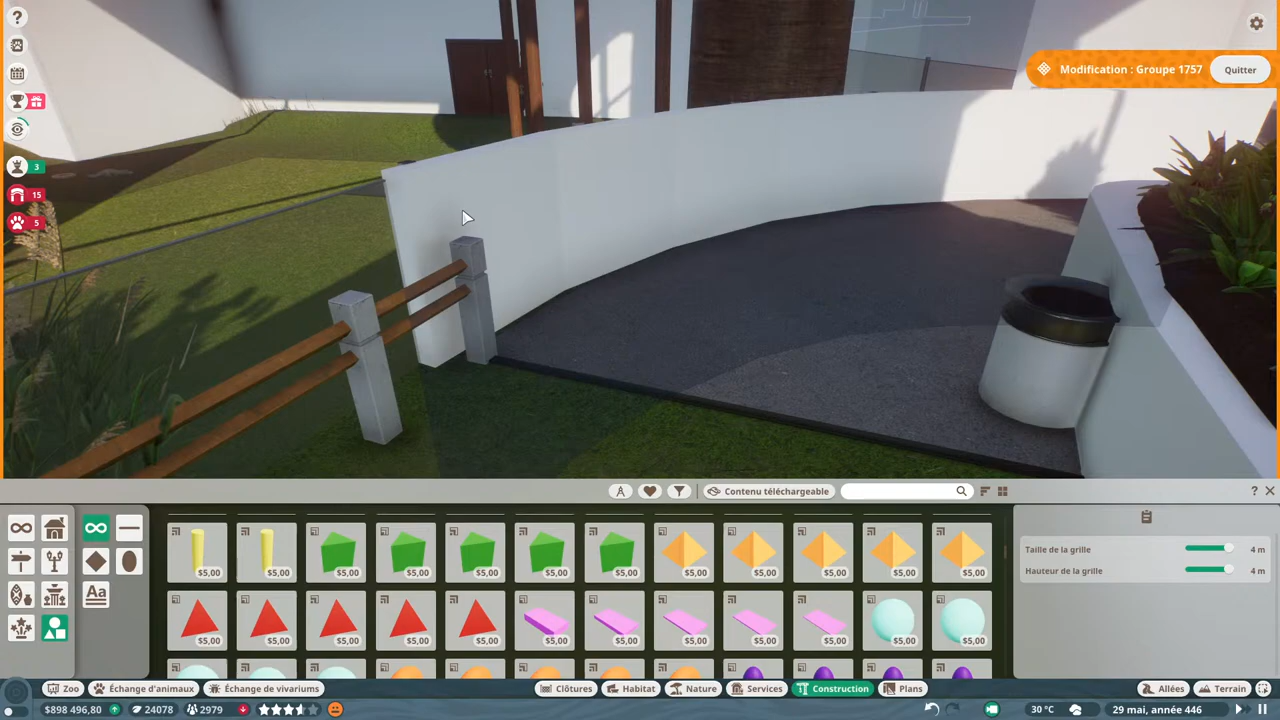 ?
Modification : Groupe 1757
Quitter
3
15
5
Contenu téléchargeable
? ×
Aa
$5,00 $5,00 $5,00 $5,00 $5,00 $5,00 $5,00 $5,00 $5,00 $5,00 $5,00 $5,00
$5,00 $5,00 $5,00 $5,00 $5,00 $5,00 $5,00 $5,00 $5,00 $5,00 $5,00 $5,00
Taille de la grille 4 m
Hauteur de la grille 4 m
Zoo Échange d'animaux Échange de vivariums Clôtures Habitat Nature Services Construction Plans Allées Terrain
$898 496,80 24078 2979 30 °C 29 mai, année 446